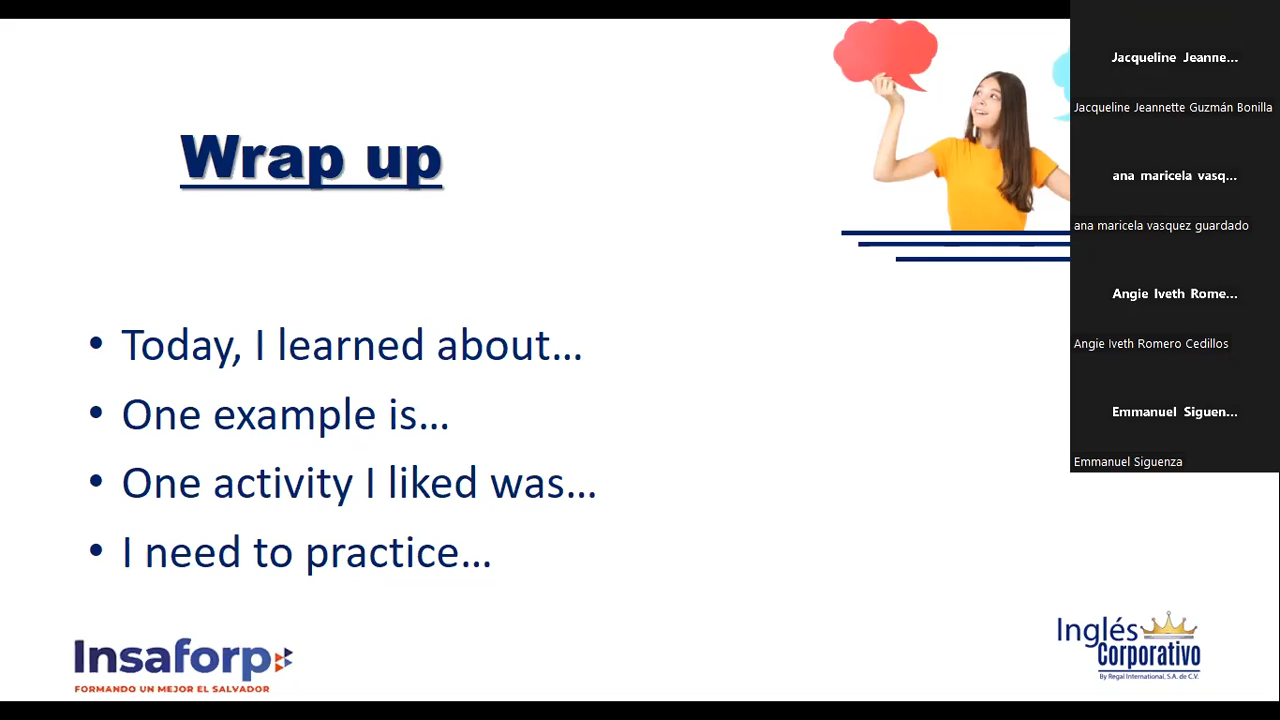 Wrap up
• Today, I learned about...
• One example is...
• One activity I liked was...
• I need to practice...
Insaforp
FORMANDO UN MEJOR EL SALVADOR
Inglés
Corporativo
By Regal International, S.A. de C.V.
Jacqueline Jeanne...
Jacqueline Jeannette Guzmán Bonilla
ana maricela vasq...
ana maricela vasquez guardado
Angie Iveth Rome...
Angie Iveth Romero Cedillos
Emmanuel Siguen...
Emmanuel Siguenza